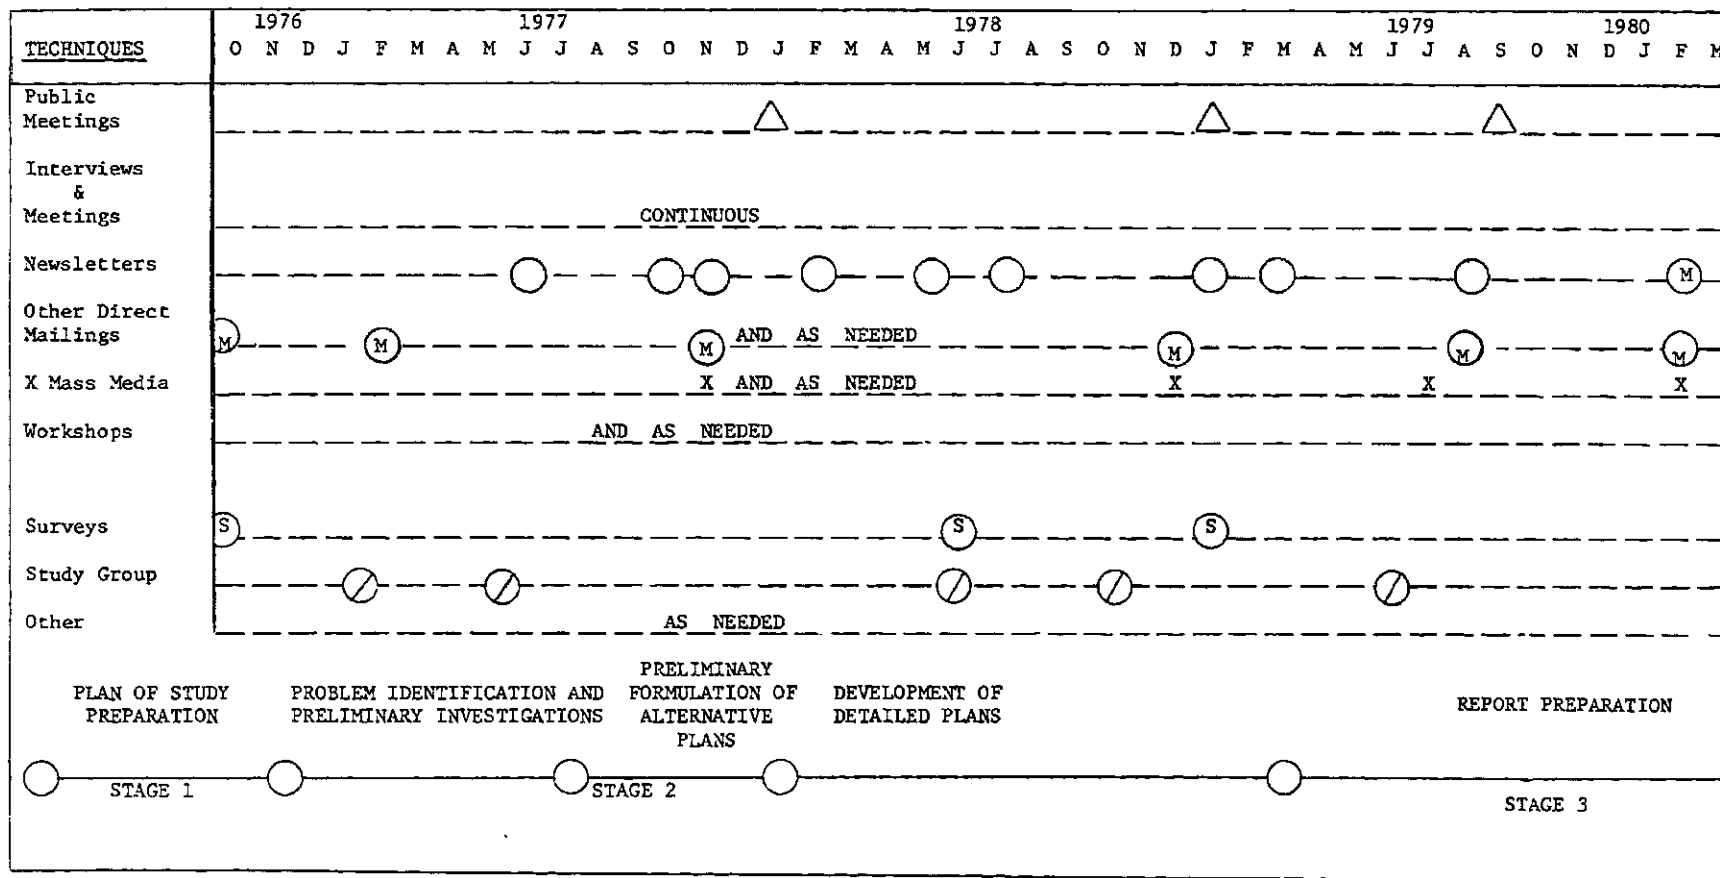 1976 1977 1978 1979 1980
TECHNIQUES O N D J F M A M J J A S O N D J F M A M J J A S O N D J F M A M J J A S O N D J F M
Public
Meetings
Interviews
&
Meetings CONTINUOUS
Newsletters M
Other Direct
Mailings M M M AND AS NEEDED M M M
X Mass Media X AND AS NEEDED X X X
Workshops AND AS NEEDED
Surveys S S S
Study Group
Other AS NEEDED
PLAN OF STUDY
PREPARATION
PROBLEM IDENTIFICATION AND
PRELIMINARY INVESTIGATIONS
PRELIMINARY
FORMULATION OF
ALTERNATIVE
PLANS
DEVELOPMENT OF
DETAILED PLANS
REPORT PREPARATION
STAGE 1 STAGE 2 STAGE 3